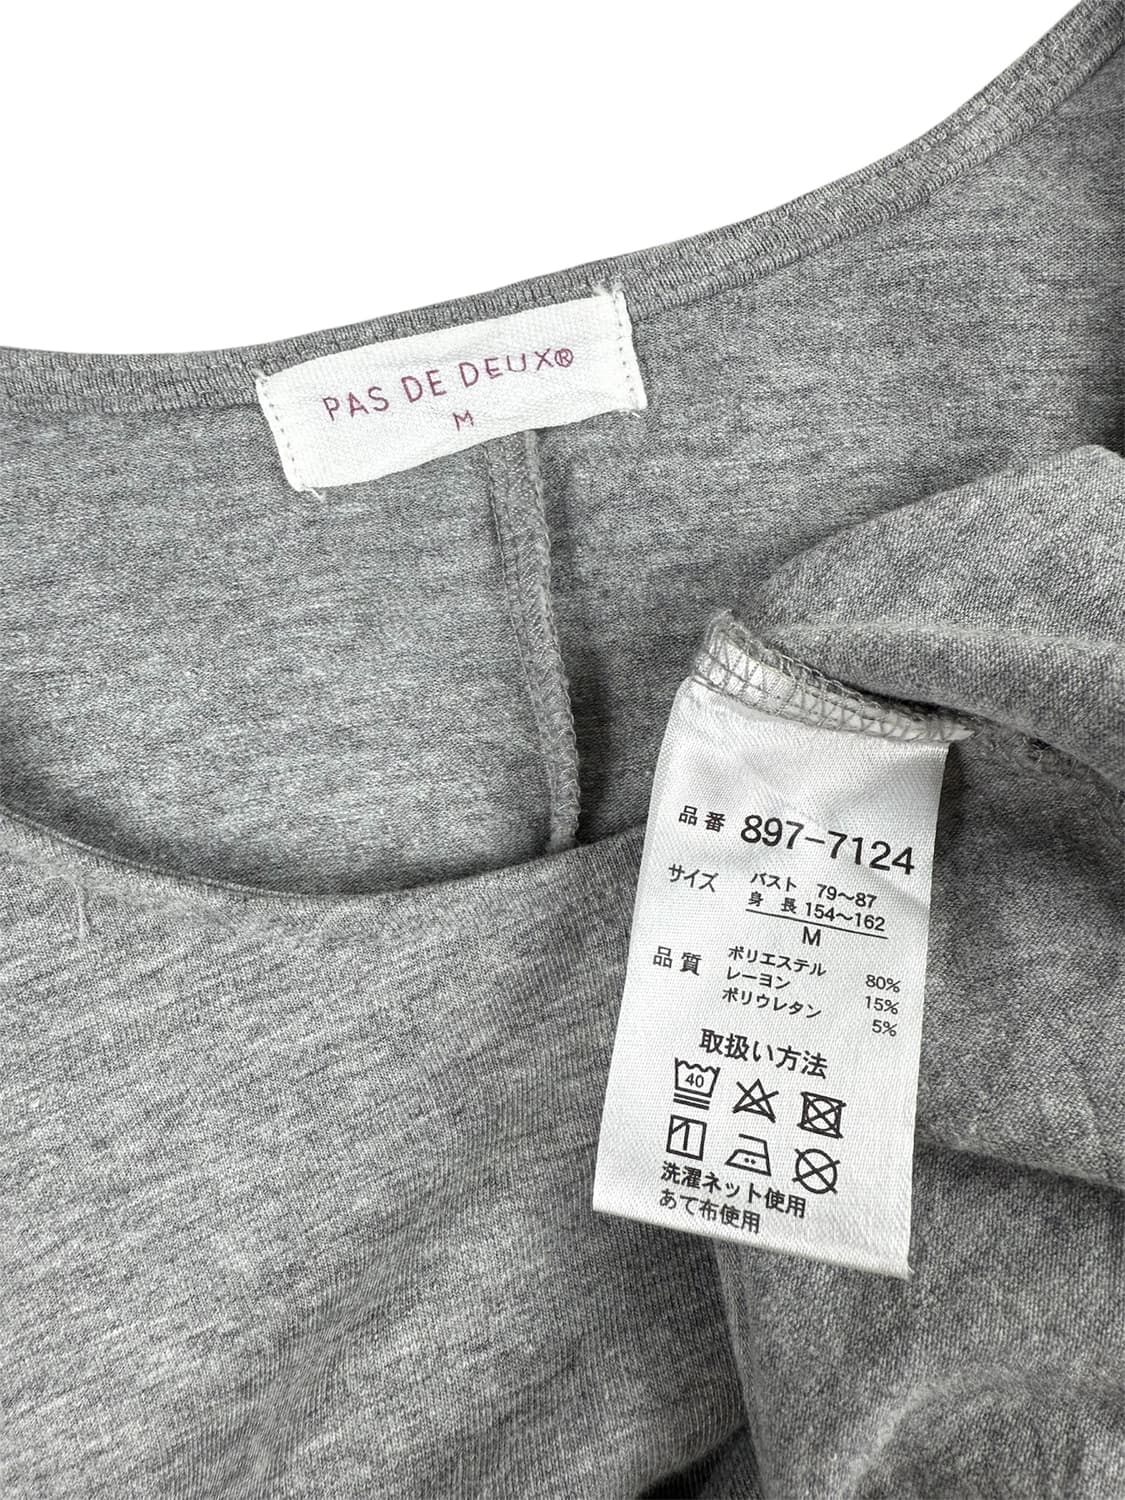 PAS DE DEUX®
M
品番 897-7124
サイズ バスト 79〜87
身 長 154〜162
M
品質 ポリエステル 80%
レーヨン 15%
ポリウレタン 5%
取扱い方法
40
洗濯ネット使用
あて布使用